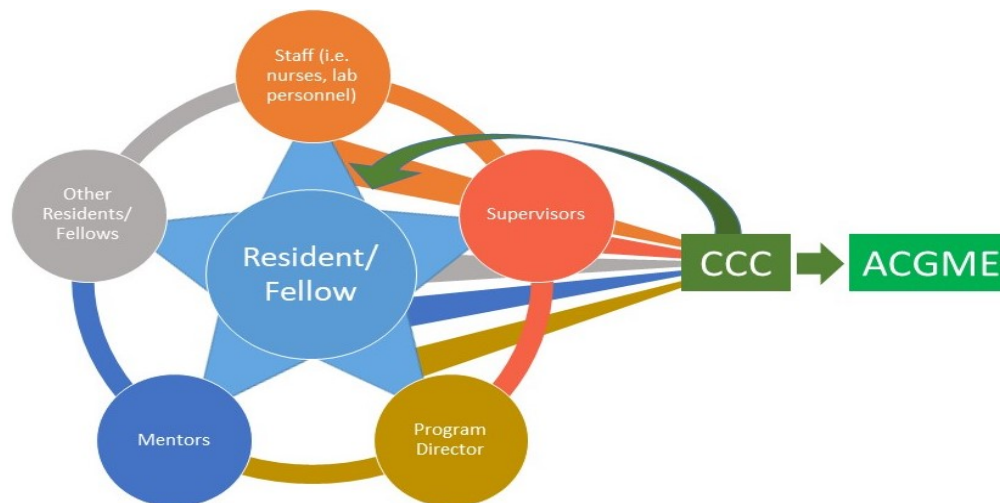 Staff (i.e.
nurses, lab
personnel)
Other
Residents/
Fellows
Supervisors
Resident/
Fellow
CCC
ACGME
Mentors
Program
Director